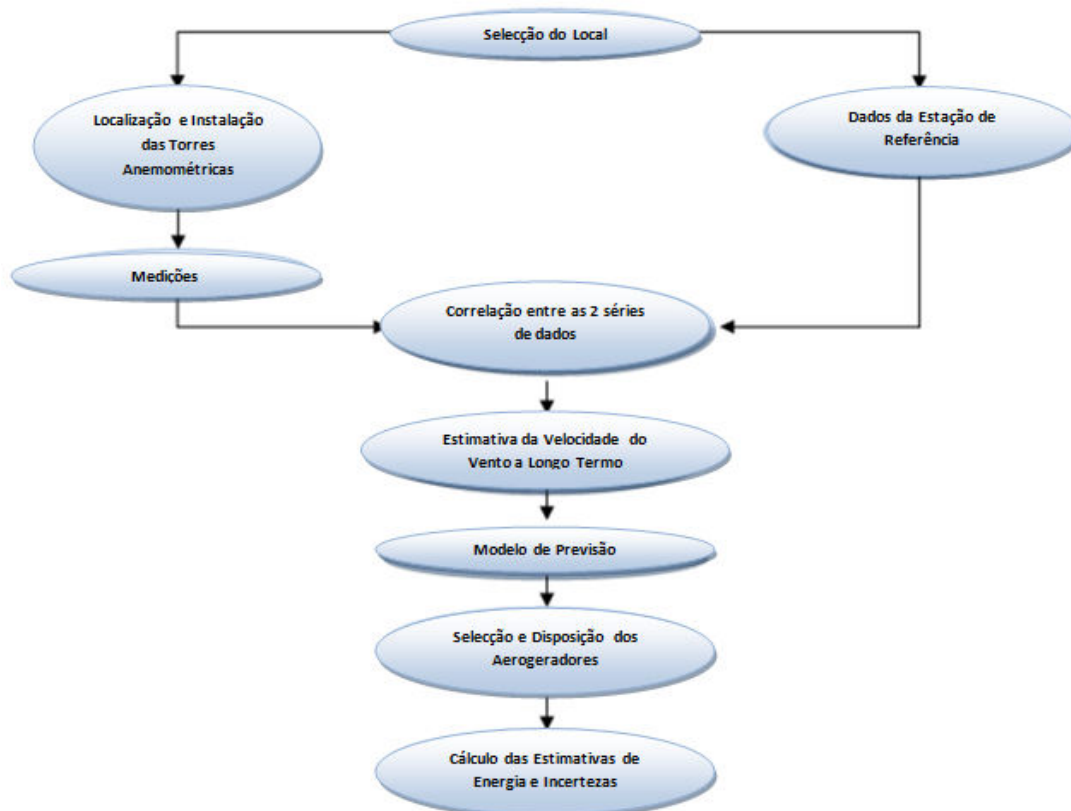 Selecção do Local
Localização e Instalação
das Torres
Anemométricas
Dados da Estação de
Referência
Medições
Correlação entre as 2 séries
de dados
Estimativa da Velocidade do
Vento a Longo Termo
Modelo de Previsão
Selecção e Disposição dos
Aerogeradores
Cálculo das Estimativas de
Energia e Incertezas